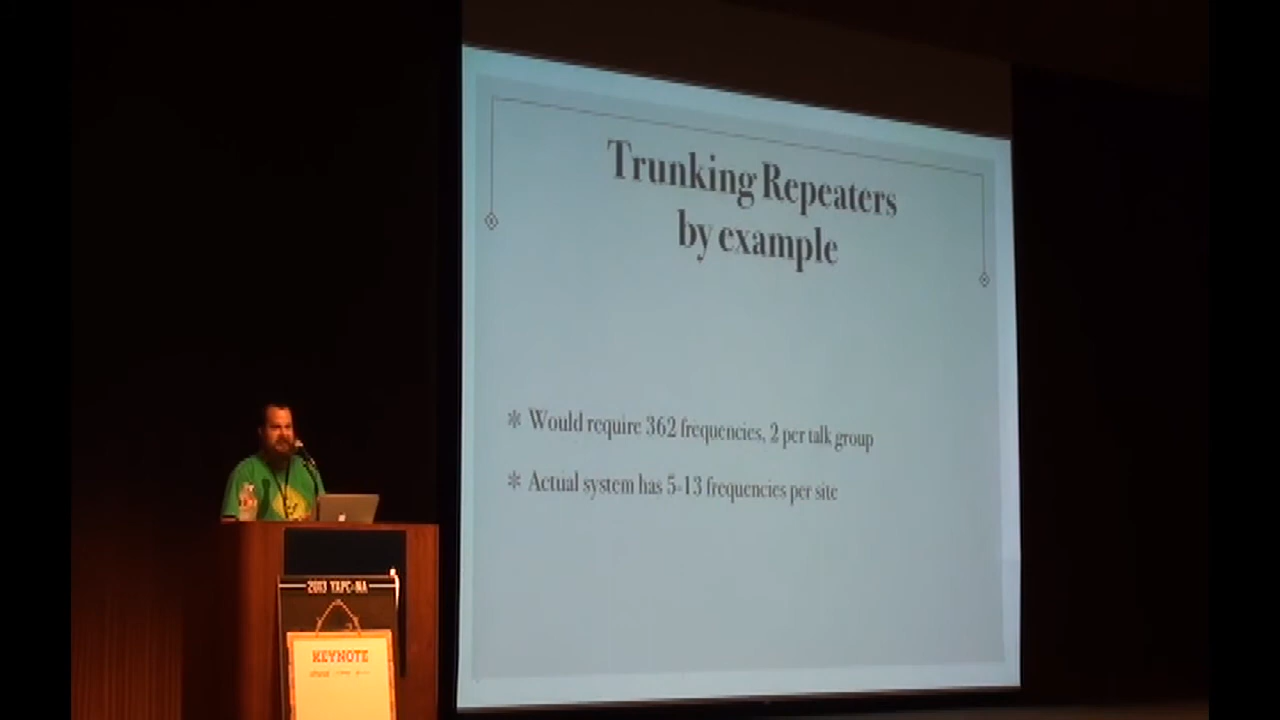 Trunking Repeaters
by example
* Would require 362 frequencies, 2 per talk group
* Actual system has 5-13 frequencies per site
2013 YAPC·NA
KEYNOTE